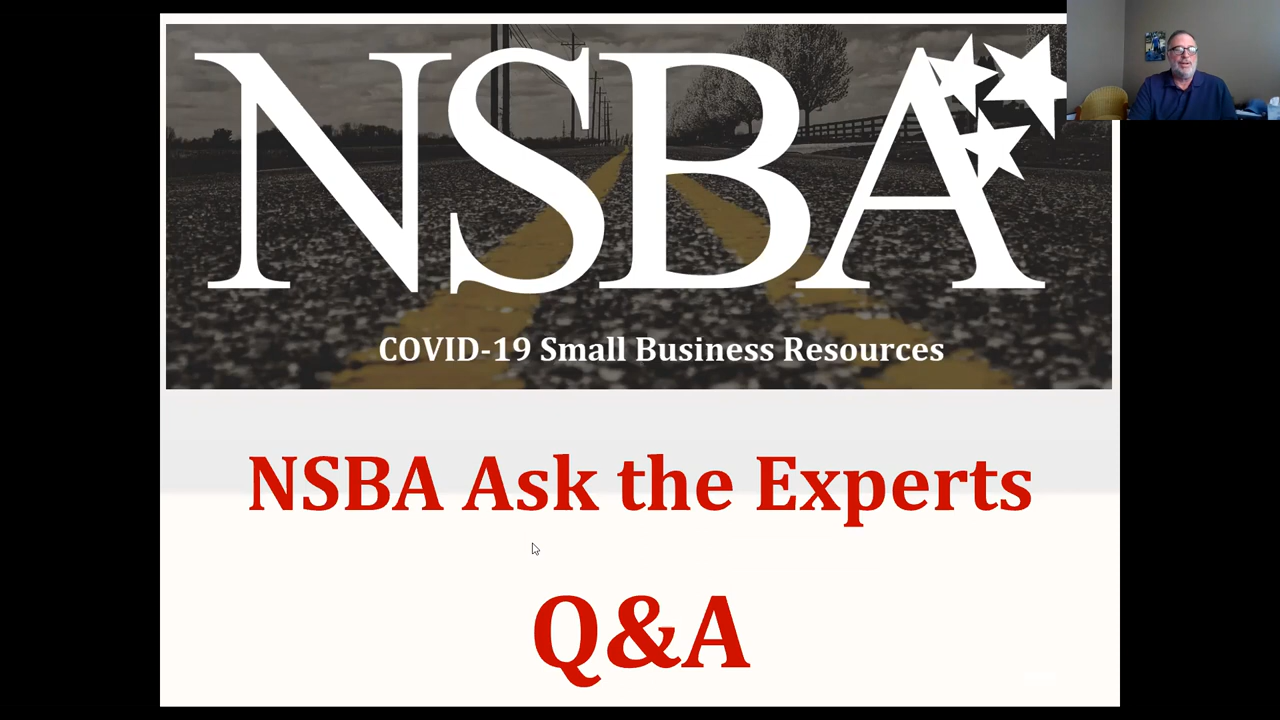 NSBA
COVID-19 Small Business Resources
NSBA Ask the Experts
Q&A